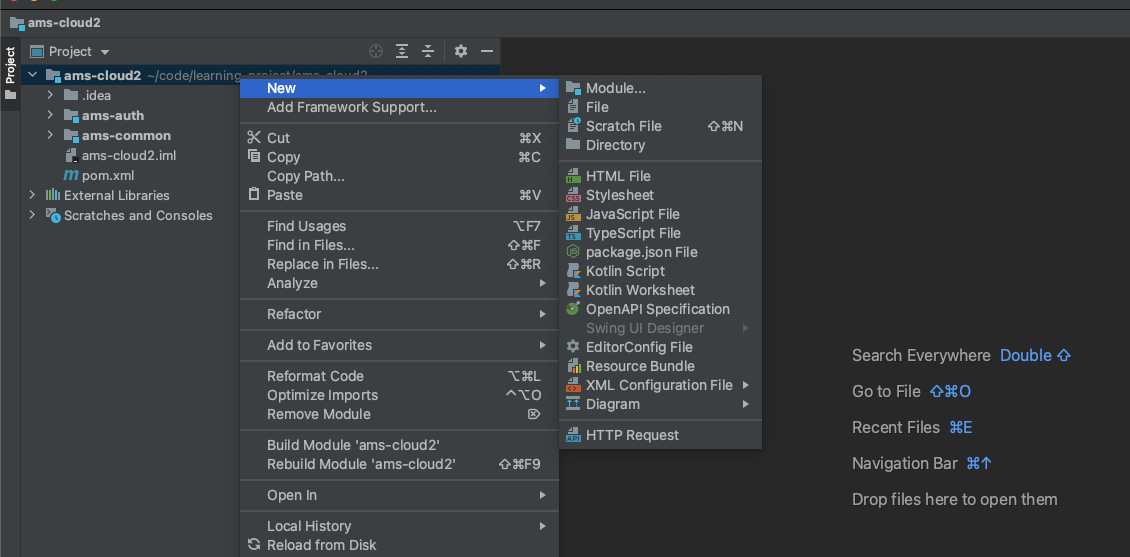 ams-cloud2
Project
Project
ams-cloud2 ~/code/learning_project/ams-cloud2
.idea
ams-auth
ams-common
ams-cloud2.iml
pom.xml
External Libraries
Scratches and Consoles
New
Add Framework Support...
Cut ⌘X
Copy ⌘C
Copy Path...
Paste ⌘V
Find Usages ⌥F7
Find in Files... ⇧⌘F
Replace in Files... ⇧⌘R
Analyze
Refactor
Add to Favorites
Reformat Code ⌥⌘L
Optimize Imports ^⌥O
Remove Module ⌦
Build Module 'ams-cloud2'
Rebuild Module 'ams-cloud2' ⇧⌘F9
Open In
Local History
Reload from Disk
Module...
File
Scratch File ⇧⌘N
Directory
HTML File
Stylesheet
JavaScript File
TypeScript File
package.json File
Kotlin Script
Kotlin Worksheet
OpenAPI Specification
Swing UI Designer
EditorConfig File
Resource Bundle
XML Configuration File
Diagram
HTTP Request
Search Everywhere Double ⇧
Go to File ⇧⌘O
Recent Files ⌘E
Navigation Bar ⌘↑
Drop files here to open them